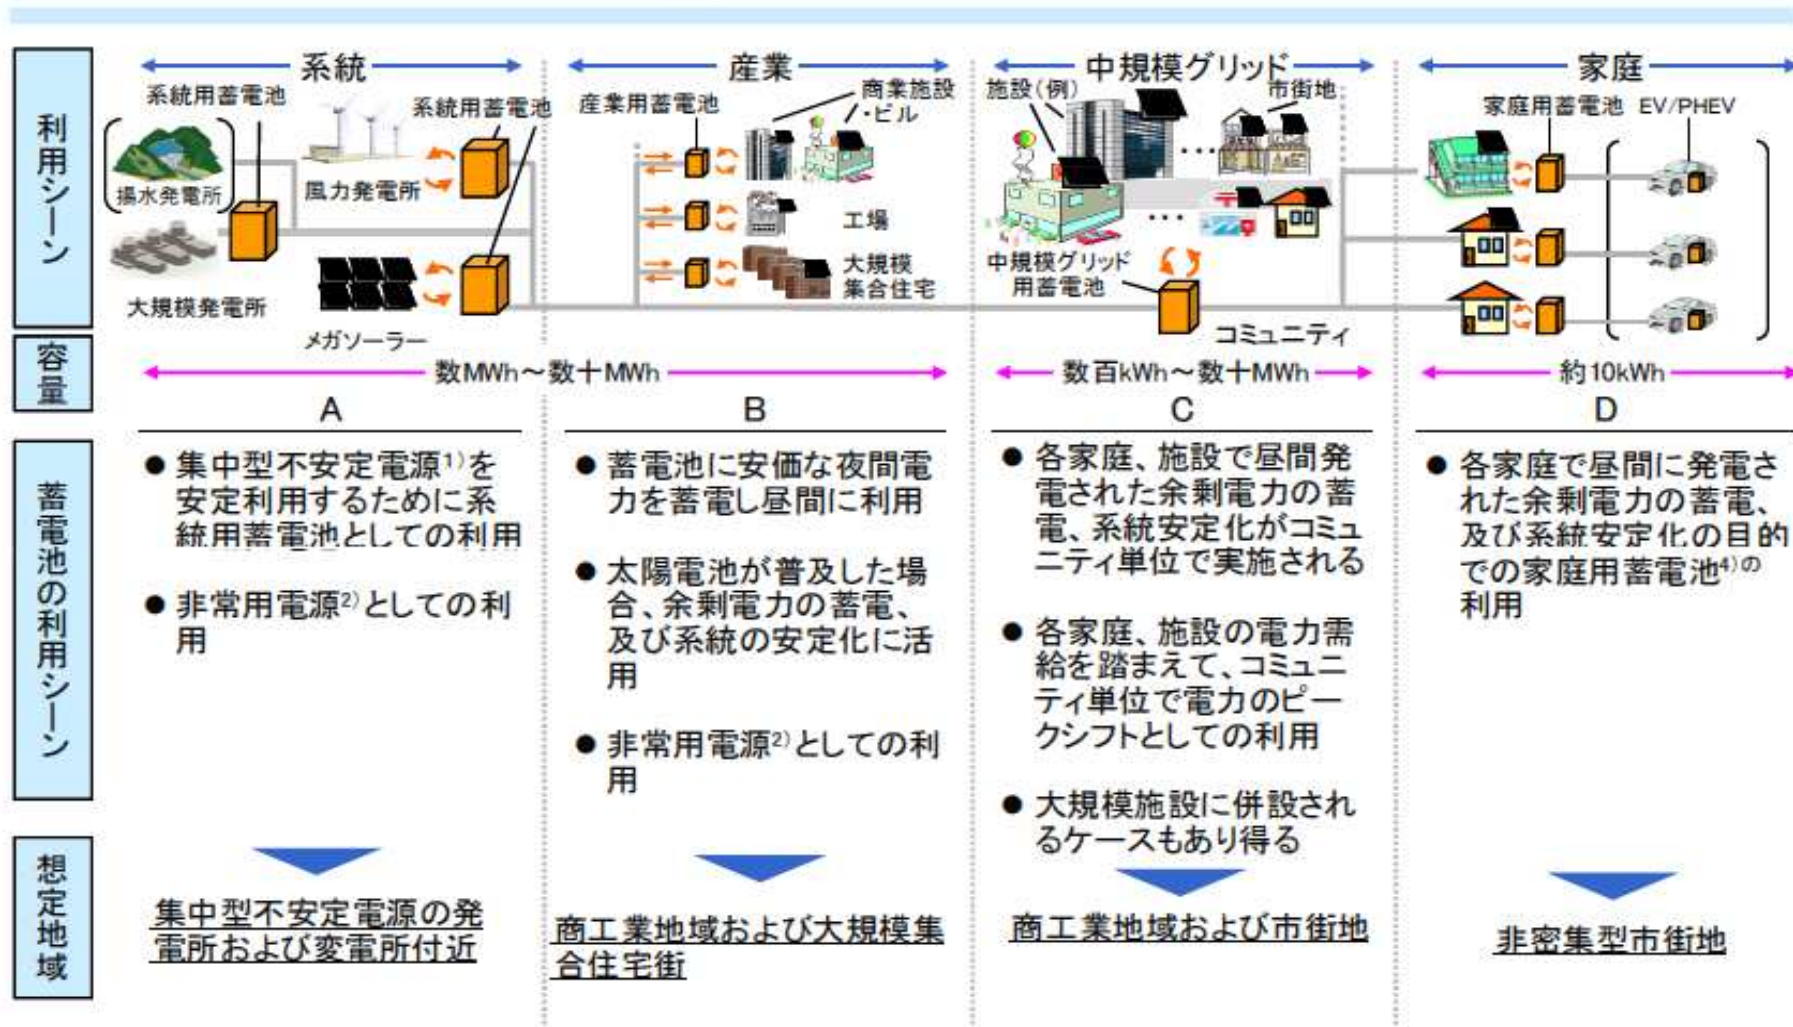 利用シーン
系統
産業
中規模グリッド
家庭
系統用蓄電池
系統用蓄電池
揚水発電所
風力発電所
大規模発電所
メガソーラー
産業用蓄電池
商業施設
・ビル
工場
大規模
集合住宅
施設(例)
市街地
・・・
・・・
中規模グリッド
用蓄電池
コミュニティ
家庭用蓄電池
EV/PHEV
容量
数MWh～数十MWh
数百kWh～数十MWh
約10kWh
蓄電池の利用シーン
A
● 集中型不安定電源1)を
安定利用するために系
統用蓄電池としての利用
● 非常用電源2)としての利
用
B
● 蓄電池に安価な夜間電
力を蓄電し昼間に利用
● 太陽電池が普及した場
合、余剰電力の蓄電、
及び系統の安定化に活
用
● 非常用電源2)としての利
用
C
● 各家庭、施設で昼間発
電された余剰電力の蓄
電、系統安定化がコミュ
ニティ単位で実施される
● 各家庭、施設の電力需
給を踏まえて、コミュニ
ティ単位で電力のピー
クシフトとしての利用
● 大規模施設に併設され
るケースもあり得る
D
● 各家庭で昼間に発電さ
れた余剰電力の蓄電、
及び系統安定化の目的
での家庭用蓄電池4)の
利用
想定地域
集中型不安定電源の発
電所および変電所付近
商工業地域および大規模集
合住宅街
商工業地域および市街地
非密集型市街地